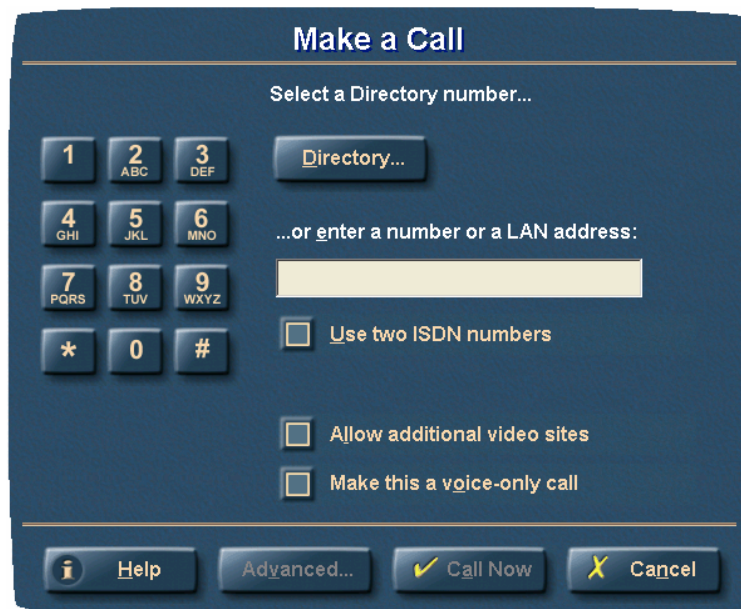 Make a Call
Select a Directory number...
1
2
ABC
3
DEF
Directory...
4
GHI
5
JKL
6
MNO
...or enter a number or a LAN address:
7
PQRS
8
TUV
9
WXYZ
*
0
#
Use two ISDN numbers
Allow additional video sites
Make this a voice-only call
i Help
Advanced...
Call Now
Cancel